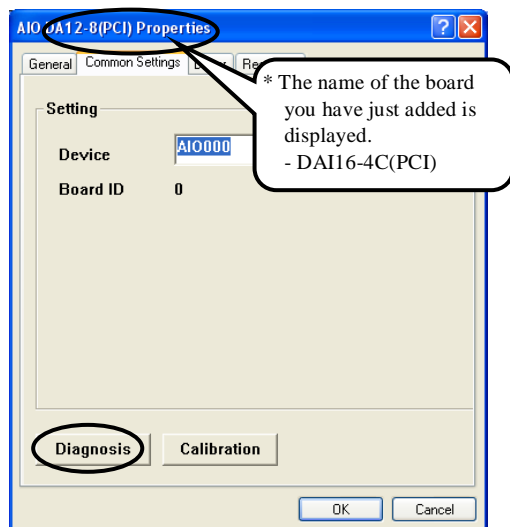 AIO DA12-8(PCI) Properties
General Common Settings
* The name of the board
you have just added is
displayed.
- DAI16-4C(PCI)
Setting
Device AIO000
Board ID 0
Diagnosis Calibration
OK Cancel